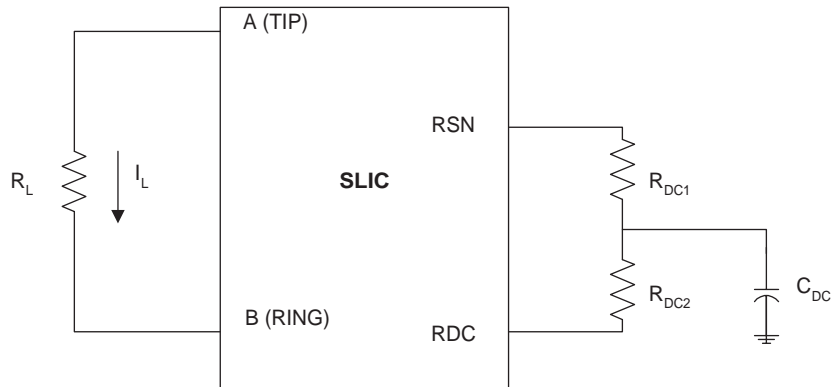 A (TIP)
RSN
R_L
I_L
SLIC
R_DC1
B (RING)
RDC
R_DC2
C_DC